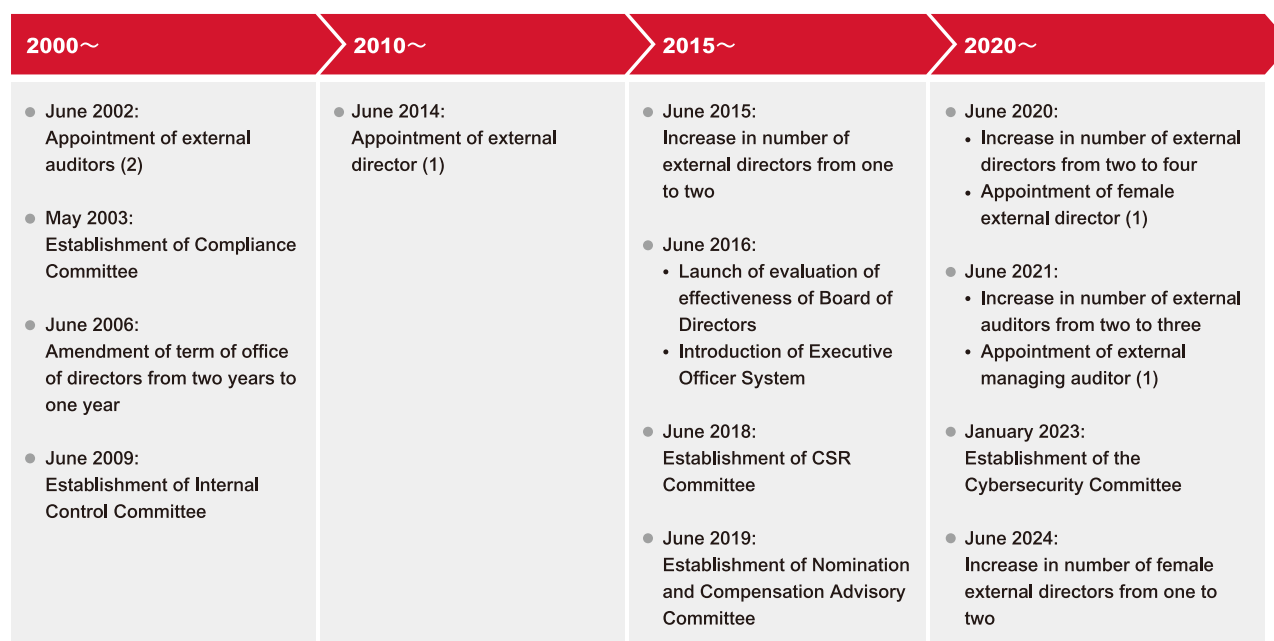 2000～
2010～
2015～
2020～
June 2002:
Appointment of external
auditors (2)
May 2003:
Establishment of Compliance
Committee
June 2006:
Amendment of term of office
of directors from two years to
one year
June 2009:
Establishment of Internal
Control Committee
June 2014:
Appointment of external
director (1)
June 2015:
Increase in number of
external directors from one
to two
June 2016:
• Launch of evaluation of
effectiveness of Board of
Directors
• Introduction of Executive
Officer System
June 2018:
Establishment of CSR
Committee
June 2019:
Establishment of Nomination
and Compensation Advisory
Committee
June 2020:
• Increase in number of external
directors from two to four
• Appointment of female
external director (1)
June 2021:
• Increase in number of external
auditors from two to three
• Appointment of external
managing auditor (1)
January 2023:
Establishment of the
Cybersecurity Committee
June 2024:
Increase in number of female
external directors from one to
two